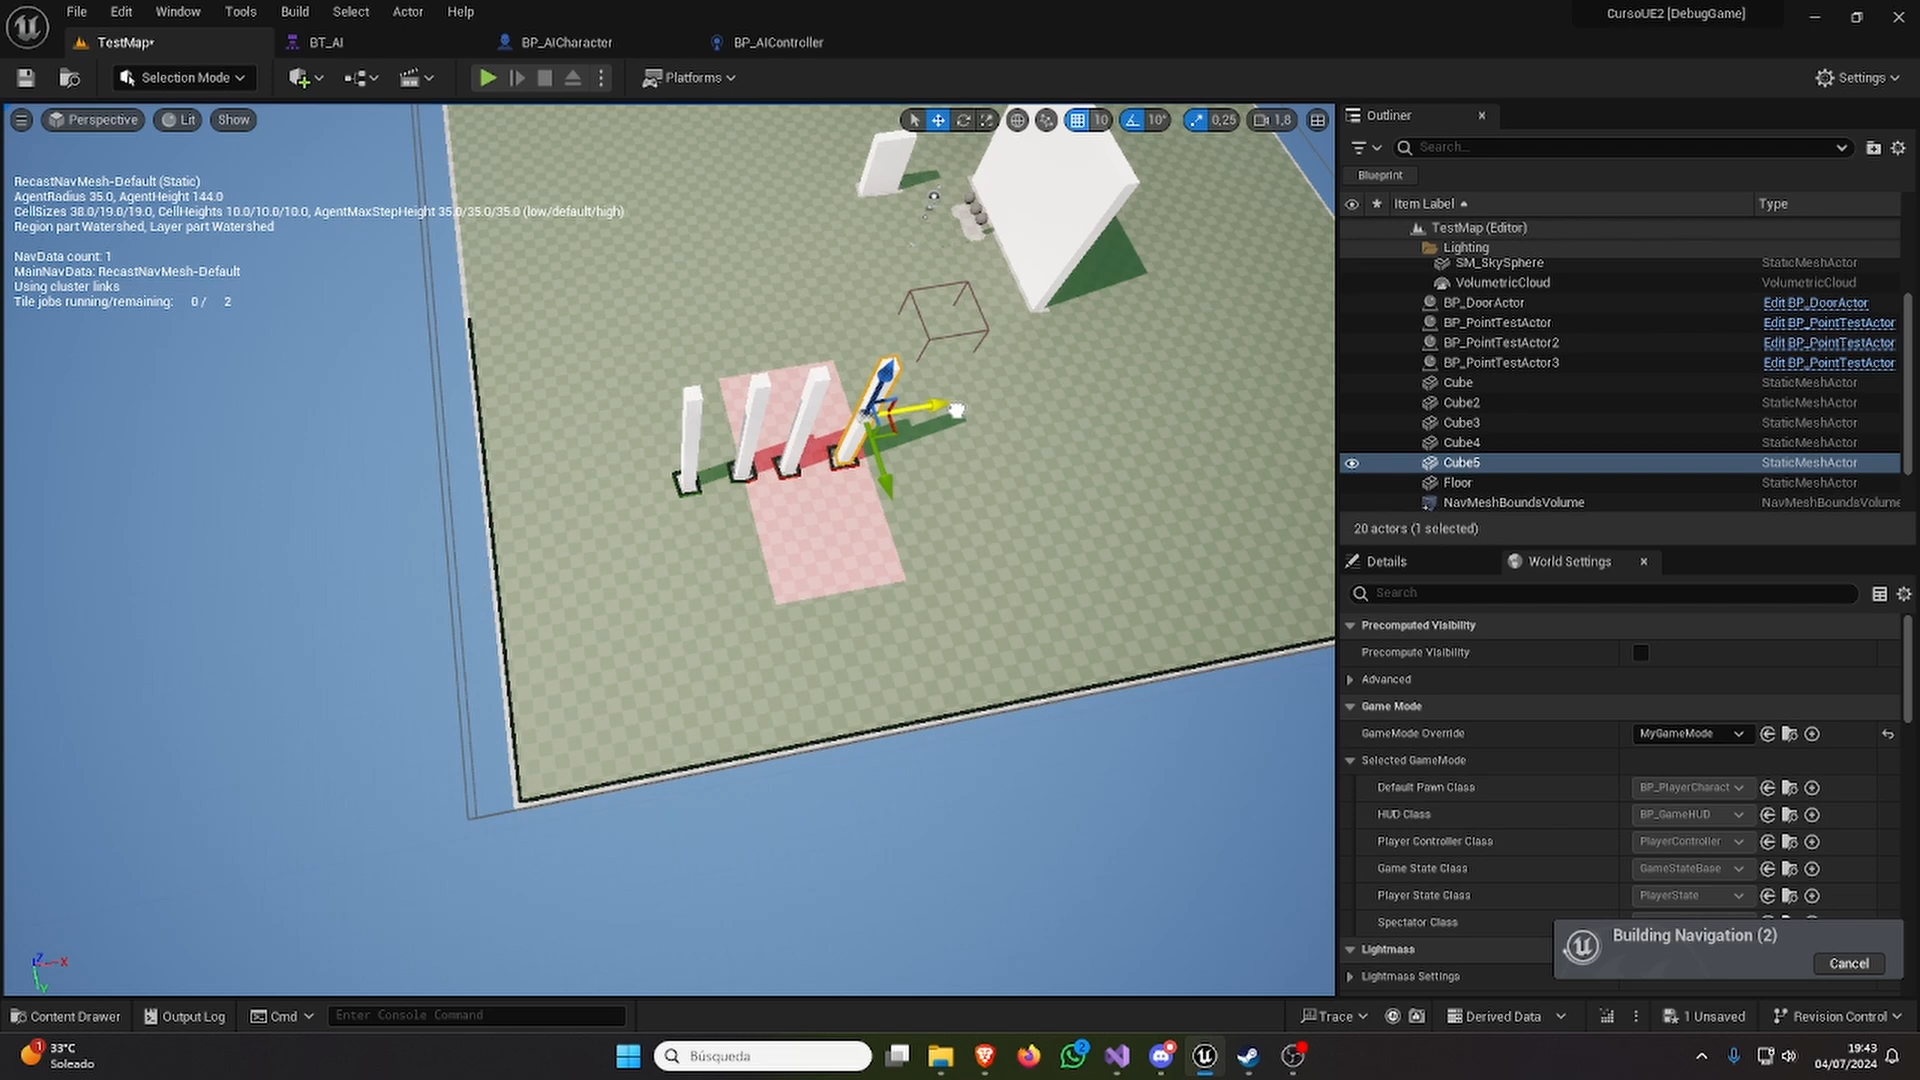 File Edit Window Tools Build Select Actor Help
CursoUE2 [DebugGame]
TestMap* BT_AI BP_AICharacter BP_AIController
Selection Mode Platforms Settings
Perspective Lit Show 10 10° 0,25 1,8
RecastNavMesh-Default (Static)
AgentRadius 35.0, AgentHeight 144.0
CellSizes 38.0/19.0/19.0, CellHeights 10.0/10.0/10.0, AgentMaxStepHeight 35.0/35.0/35.0 (low/default/high)
Region part Watershed, Layer part Watershed
NavData count: 1
MainNavData: RecastNavMesh-Default
Using cluster links
Tile jobs running/remaining: 0 / 2
Z X
Y
Outliner
Search...
Blueprint
Item Label Type
TestMap (Editor)
Lighting
SM_SkySphere StaticMeshActor
VolumetricCloud VolumetricCloud
BP_DoorActor Edit BP_DoorActor
BP_PointTestActor Edit BP_PointTestActor
BP_PointTestActor2 Edit BP_PointTestActor
BP_PointTestActor3 Edit BP_PointTestActor
Cube StaticMeshActor
Cube2 StaticMeshActor
Cube3 StaticMeshActor
Cube4 StaticMeshActor
Cube5 StaticMeshActor
Floor StaticMeshActor
NavMeshBoundsVolume NavMeshBoundsVolume
20 actors (1 selected)
Details World Settings
Search
Precomputed Visibility
Precompute Visibility
Advanced
Game Mode
GameMode Override MyGameMode
Selected GameMode
Default Pawn Class BP_PlayerCharact
HUD Class BP_GameHUD
Player Controller Class PlayerController
Game State Class GameStateBase
Player State Class PlayerState
Spectator Class
Lightmass
Lightmass Settings
Building Navigation (2)
Cancel
Content Drawer Output Log Cmd Enter Console Command Trace Derived Data 1 Unsaved Revision Control
1 33°C
Soleado
Búsqueda
2
19:43
04/07/2024